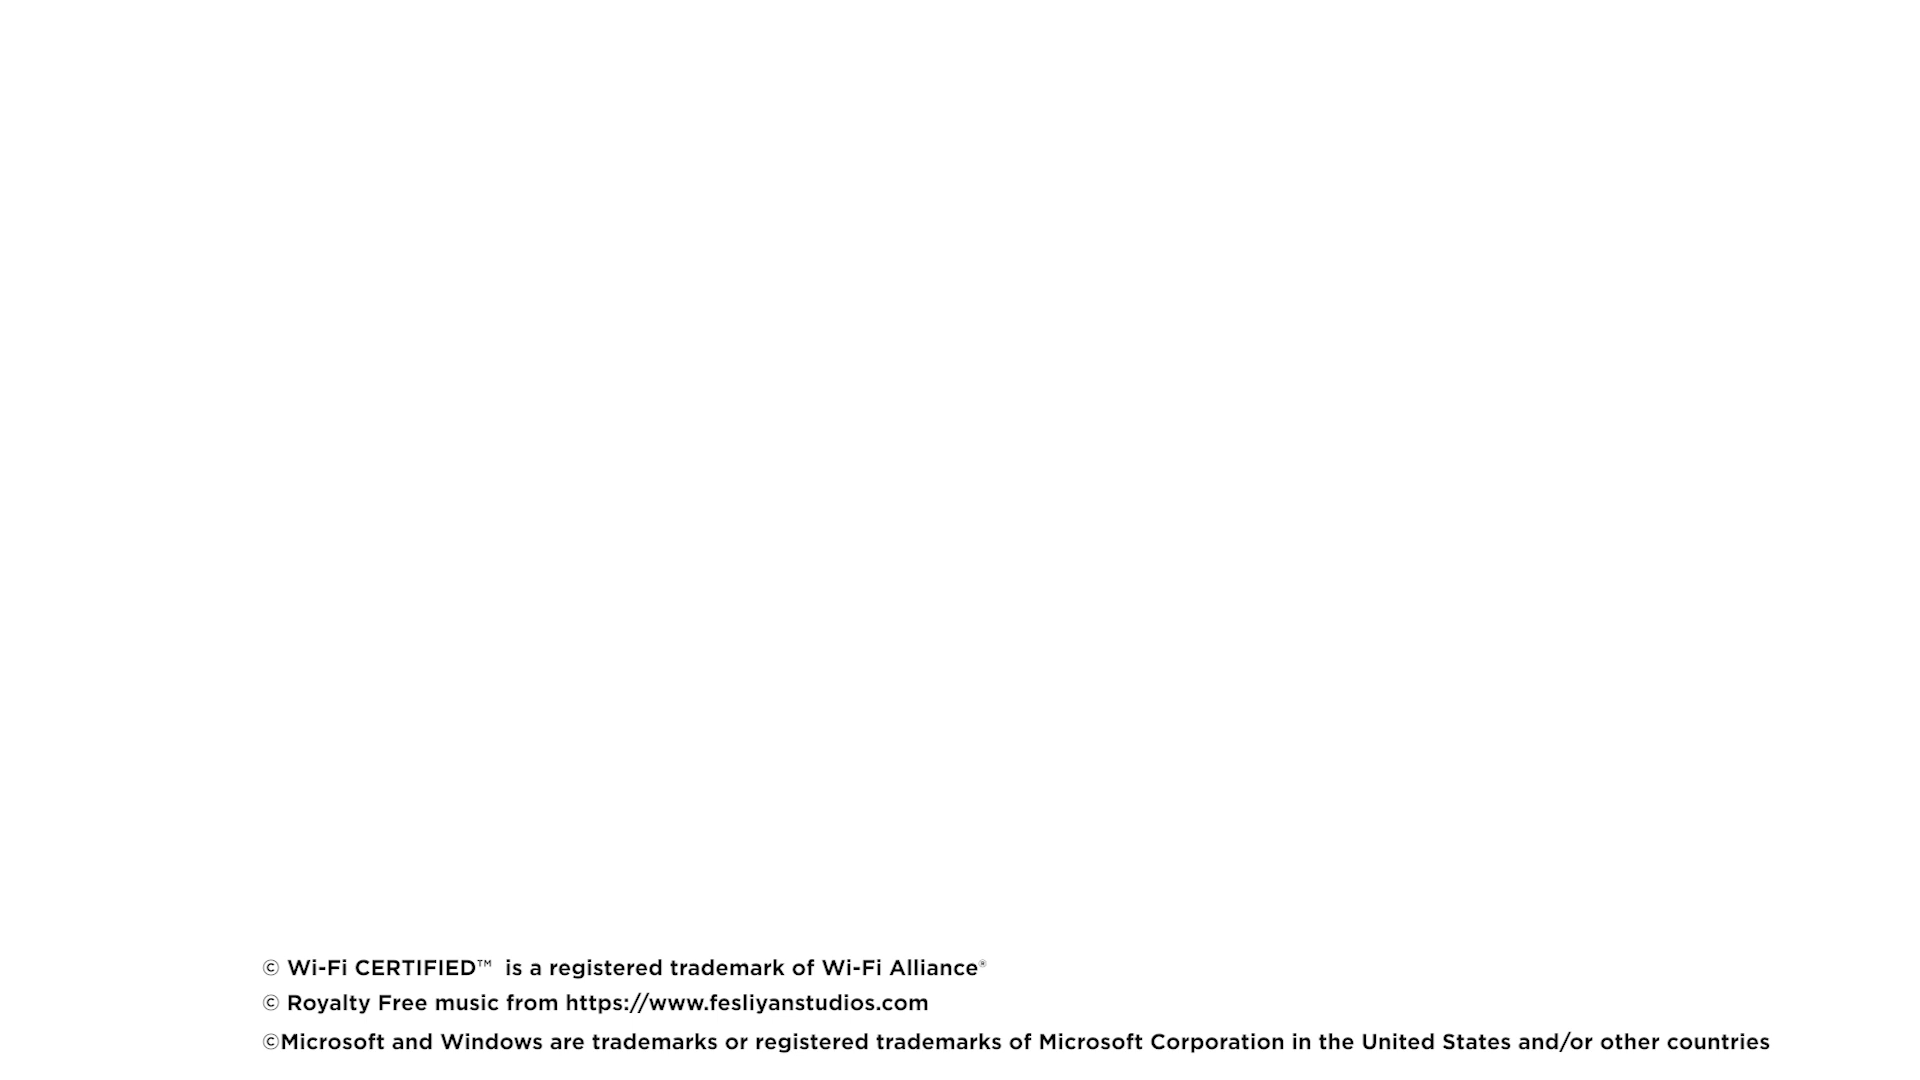 © Wi-Fi CERTIFIED™ is a registered trademark of Wi-Fi Alliance®
© Royalty Free music from https://www.fesliyanstudios.com
©Microsoft and Windows are trademarks or registered trademarks of Microsoft Corporation in the United States and/or other countries